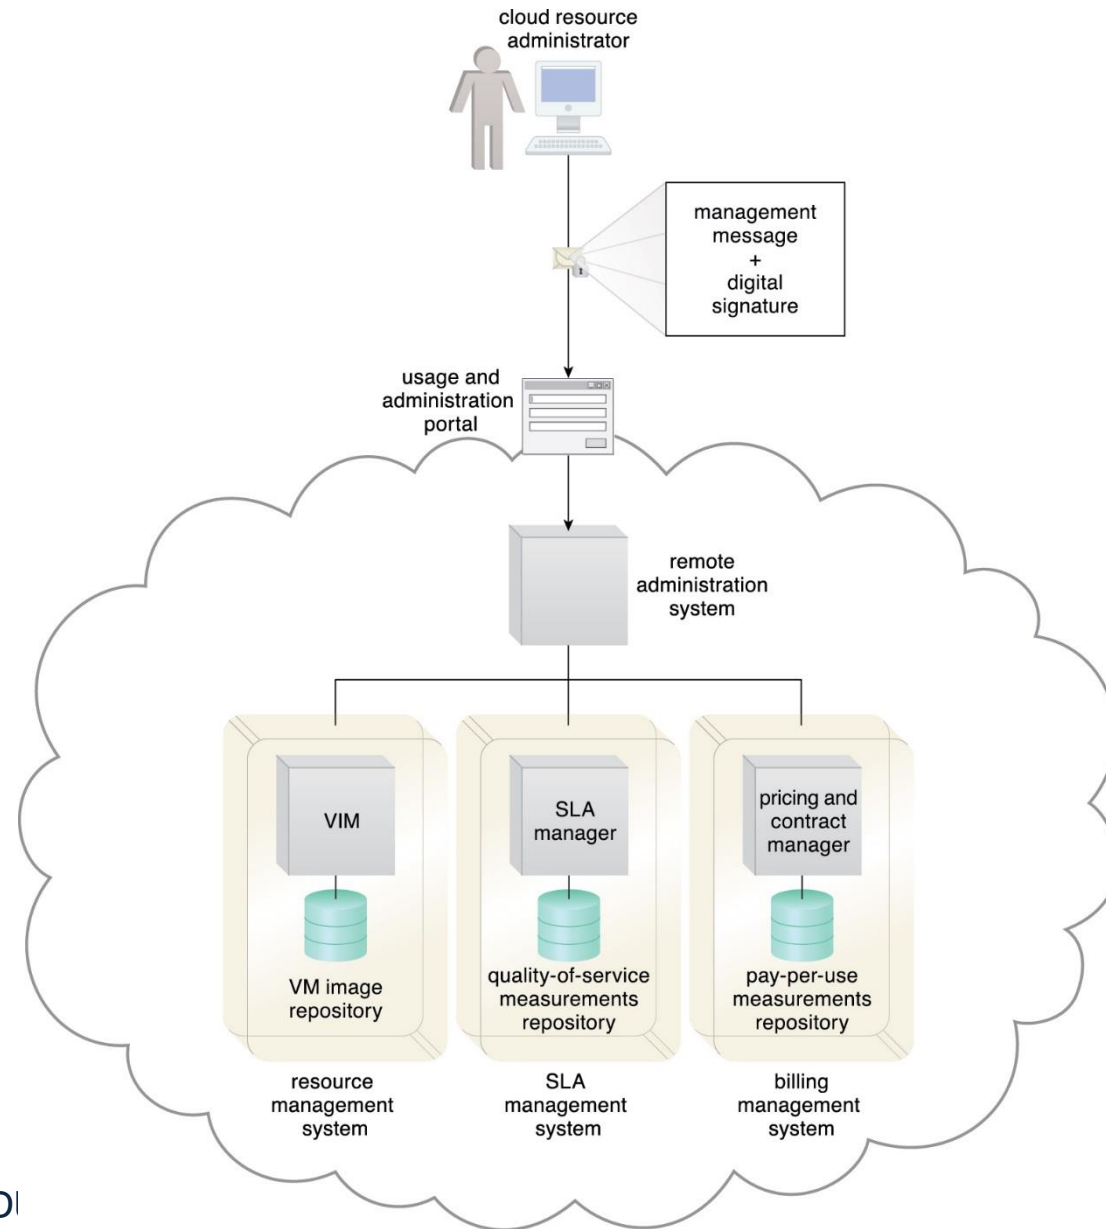 cloud resource
administrator
management
message
+
digital
signature
usage and
administration
portal
remote
administration
system
VIM
SLA
manager
pricing and
contract
manager
VM image
repository
quality-of-service
measurements
repository
pay-per-use
measurements
repository
resource
management
system
SLA
management
system
billing
management
system